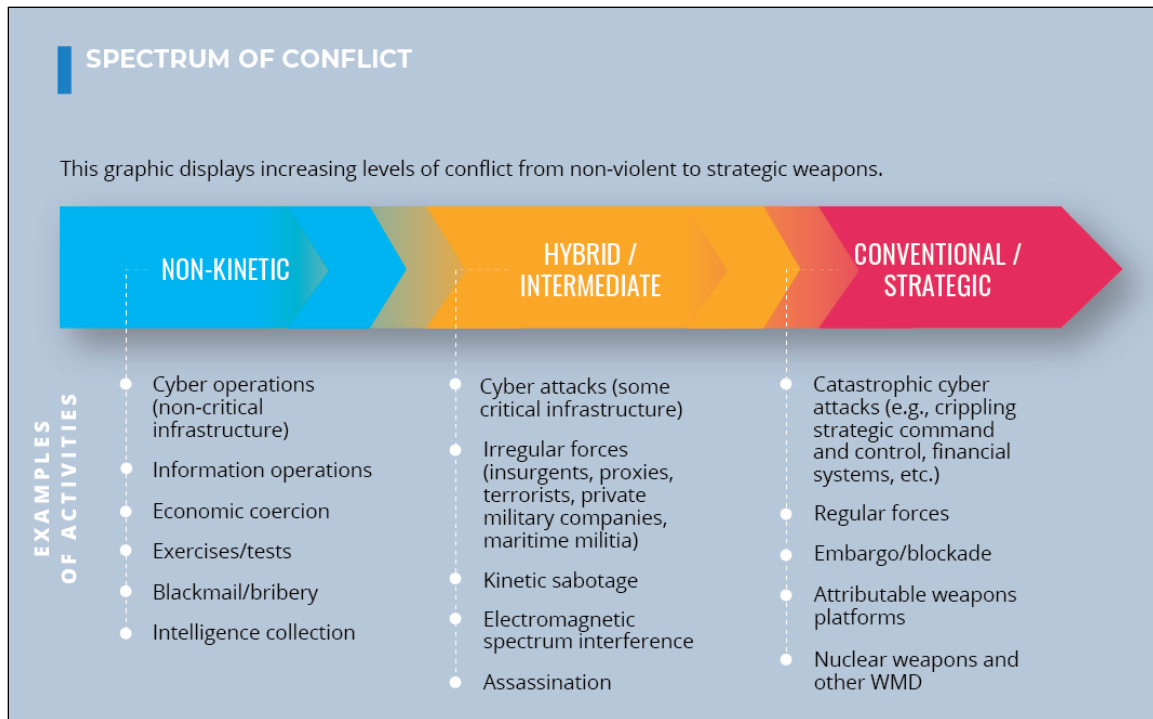 SPECTRUM OF CONFLICT
This graphic displays increasing levels of conflict from non-violent to strategic weapons.
NON-KINETIC
HYBRID /
INTERMEDIATE
CONVENTIONAL /
STRATEGIC
EXAMPLES
OF ACTIVITIES
Cyber operations
(non-critical
infrastructure)
Information operations
Economic coercion
Exercises/tests
Blackmail/bribery
Intelligence collection
Cyber attacks (some
critical infrastructure)
Irregular forces
(insurgents, proxies,
terrorists, private
military companies,
maritime militia)
Kinetic sabotage
Electromagnetic
spectrum interference
Assassination
Catastrophic cyber
attacks (e.g., crippling
strategic command
and control, financial
systems, etc.)
Regular forces
Embargo/blockade
Attributable weapons
platforms
Nuclear weapons and
other WMD